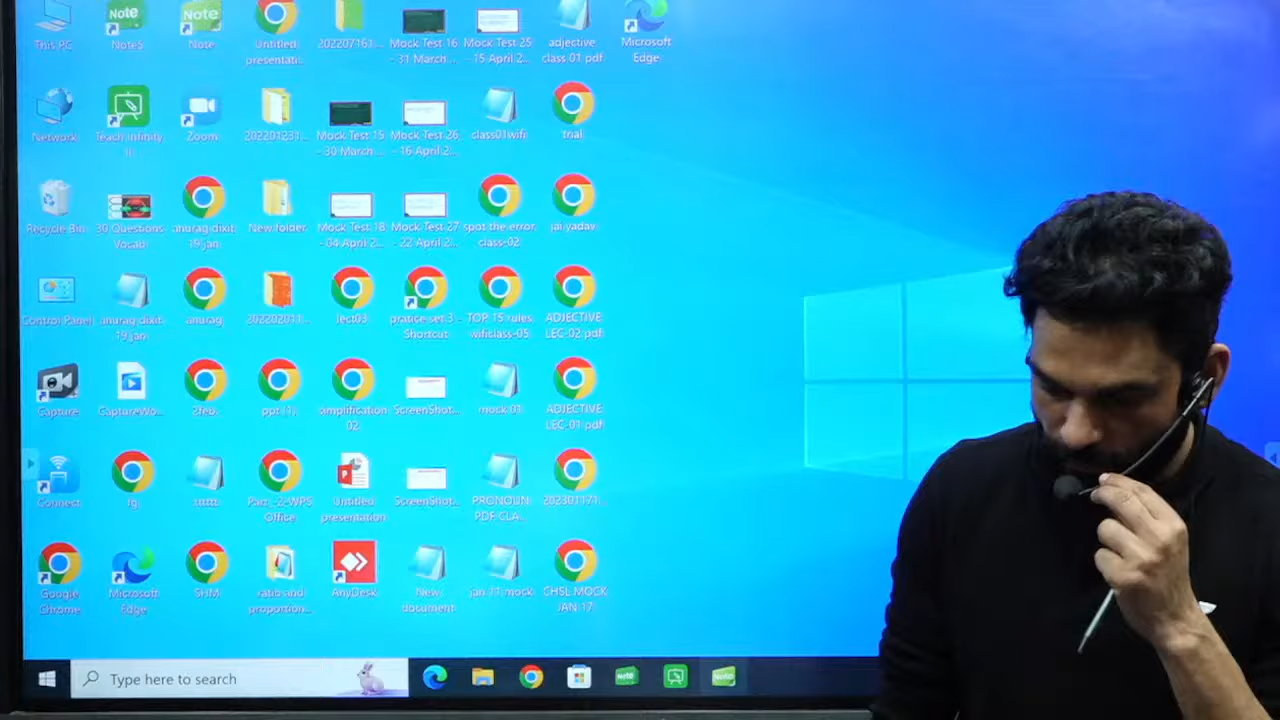 This PC
Note
Note5
Note
Note
Untitled
presentati...
202207161...
Mock Test 16
- 31 March...
Mock Test 25
- 15 April 2...
adjective
class 01 pdf
Microsoft
Edge
Network
Teach Infinity
Zoom
202201231...
Mock Test 15
- 30 March...
Mock Test 26
- 16 April 2...
class01wifi
trial
Recycle Bin
30 Questions
Vocab
anurag dixit
19 jan
New folder
Mock Test 18
- 04 April 2...
Mock Test 27
- 22 April 2...
spot the error
class-02
jai yadav
Control Panel
anurag dixit
19 jan
anurag
202202011...
lect03
pratice set 3 -
Shortcut
TOP 15 rules
wificlass-05
ADJECTIVE
LEC-02 pdf
Capture
CaptureWo...
2feb
ppt (1)
amplification
02
ScreenShot...
mock 01
ADJECTIVE
LEC-01 pdf
Connect
Part -2-WPS
Office
Untitled
presentation
ScreenShot...
PRONOUN
PDF CLA...
202301171...
Google
Chrome
Microsoft
Edge
SHM
ratio and
proportion...
AnyDesk
New
document
jan 11 mock
CHSL MOCK
JAN 17
Type here to search
Note
Note